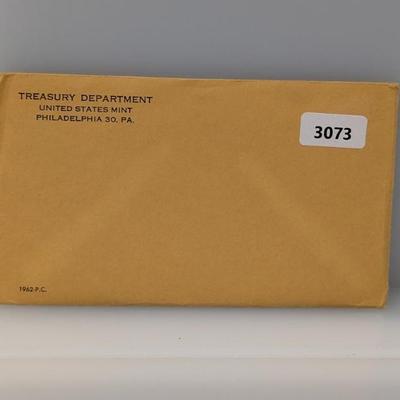 TREASURY DEPARTMENT
UNITED STATES MINT
PHILADELPHIA 30, PA.
3073
1962-P.C.